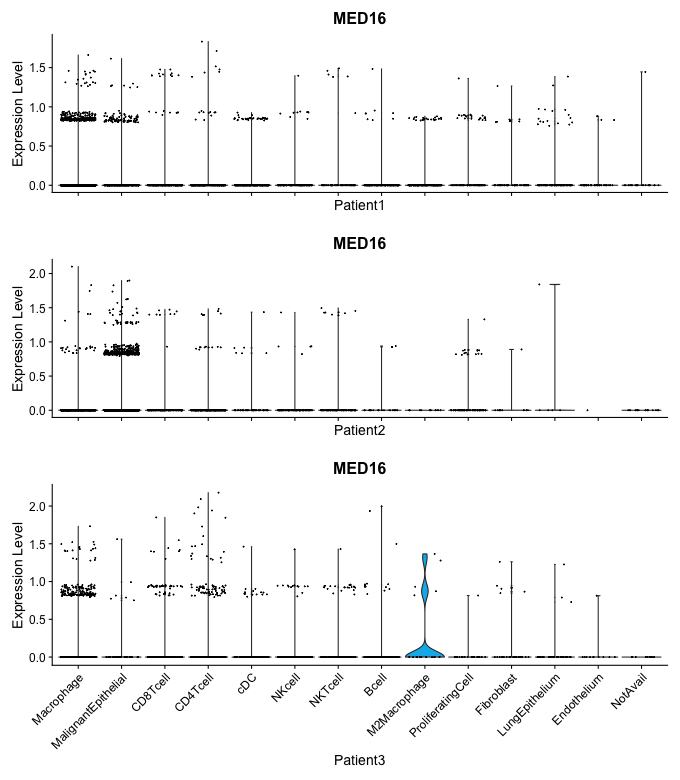 MED16
Expression Level
1.5
1.0
0.5
0.0
Patient1
MED16
Expression Level
2.0
1.5
1.0
0.5
0.0
Patient2
MED16
Expression Level
2.0
1.5
1.0
0.5
0.0
Macrophage
MalignantEpithelial
CD8Tcell
CD4Tcell
cDC
NKcell
NKTcell
Bcell
M2Macrophage
ProliferatingCell
Fibroblast
LungEpithelium
Endothelium
NotAvail
Patient3